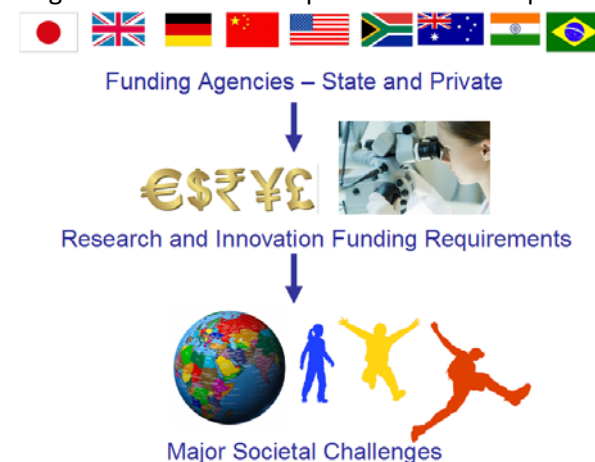 Funding Agencies – State and Private
€$₹¥£
Research and Innovation Funding Requirements
Major Societal Challenges